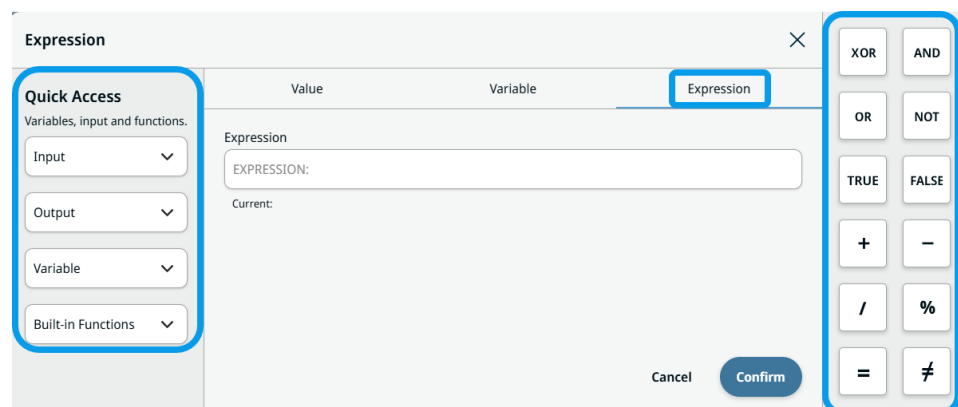 Expression
Quick Access
Variables, input and functions.
Input
Output
Variable
Built-in Functions
Value Variable Expression
Expression
EXPRESSION:
Current:
Cancel Confirm
XOR AND
OR NOT
TRUE FALSE
+ −
/ %
= ≠